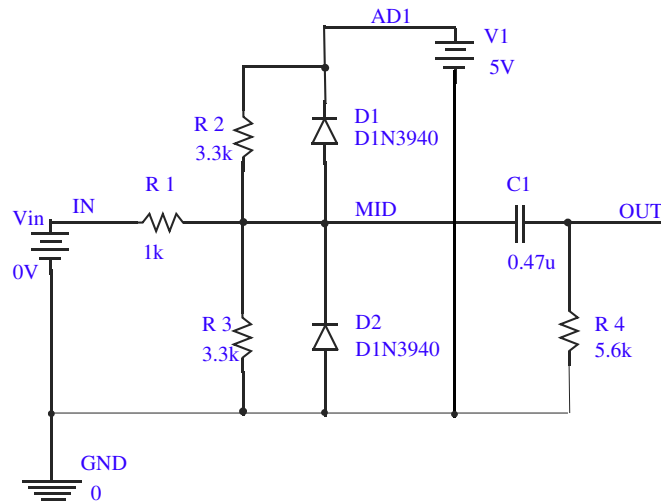 AD1
V1
5V
D1
D1N3940
R 2
3.3k
R 1
C1
Vin
IN
MID
OUT
1k
0V
0.47u
R 3
3.3k
D2
D1N3940
R 4
5.6k
GND
0